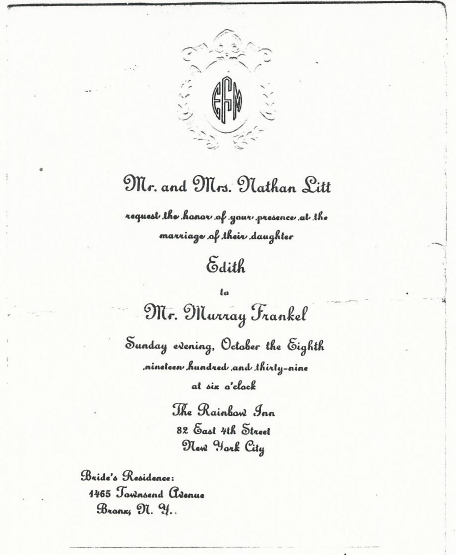 EFM
Mr. and Mrs. Nathan Litt
request the honor of your presence at the
marriage of their daughter
Edith
to
Mr. Murray Frankel
Sunday evening, October the Eighth
nineteen hundred and thirty-nine
at six o'clock
The Rainbow Inn
82 East 4th Street
New York City
Bride's Residence:
1465 Townsend Avenue
Bronx, N. Y.